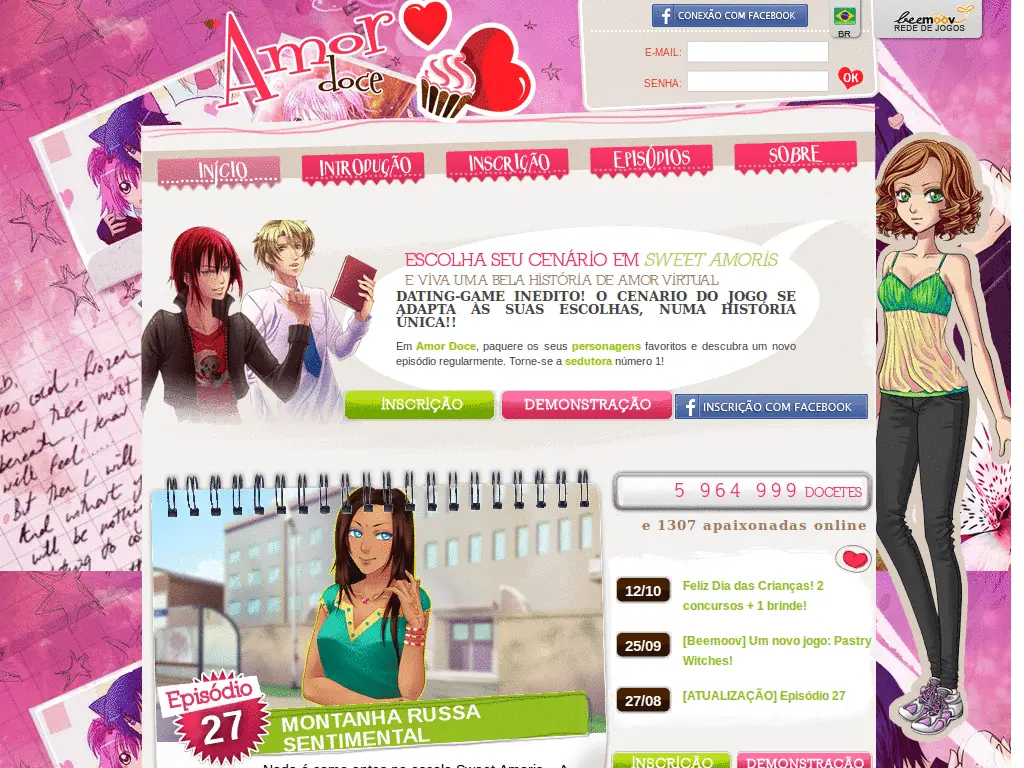 Amor
doce
CONEXÃO COM FACEBOOK
BR
beemoov
REDE DE JOGOS
E-MAIL:
SENHA:
OK
INÍCIO
INTRODUÇÃO
INSCRIÇÃO
EPISÓDIOS
SOBRE
ESCOLHA SEU CENÁRIO EM SWEET AMORIS
E VIVA UMA BELA HISTÓRIA DE AMOR VIRTUAL
DATING-GAME INEDITO! O CENARIO DO JOGO SE
ADAPTA ÀS SUAS ESCOLHAS, NUMA HISTÓRIA
ÚNICA!!
Em Amor Doce, paquere os seus personagens favoritos e descubra um novo
episódio regularmente. Torne-se a sedutora número 1!
INSCRIÇÃO
DEMONSTRAÇÃO
INSCRIÇÃO COM FACEBOOK
5 964 999 DOCETES
e 1307 apaixonadas online
12/10
Feliz Dia das Crianças! 2
concursos + 1 brinde!
25/09
[Beemoov] Um novo jogo: Pastry
Witches!
27/08
[ATUALIZAÇÃO] Episódio 27
Episódio
27
MONTANHA RUSSA
SENTIMENTAL
INSCRIÇÃO
DEMONSTRAÇÃO